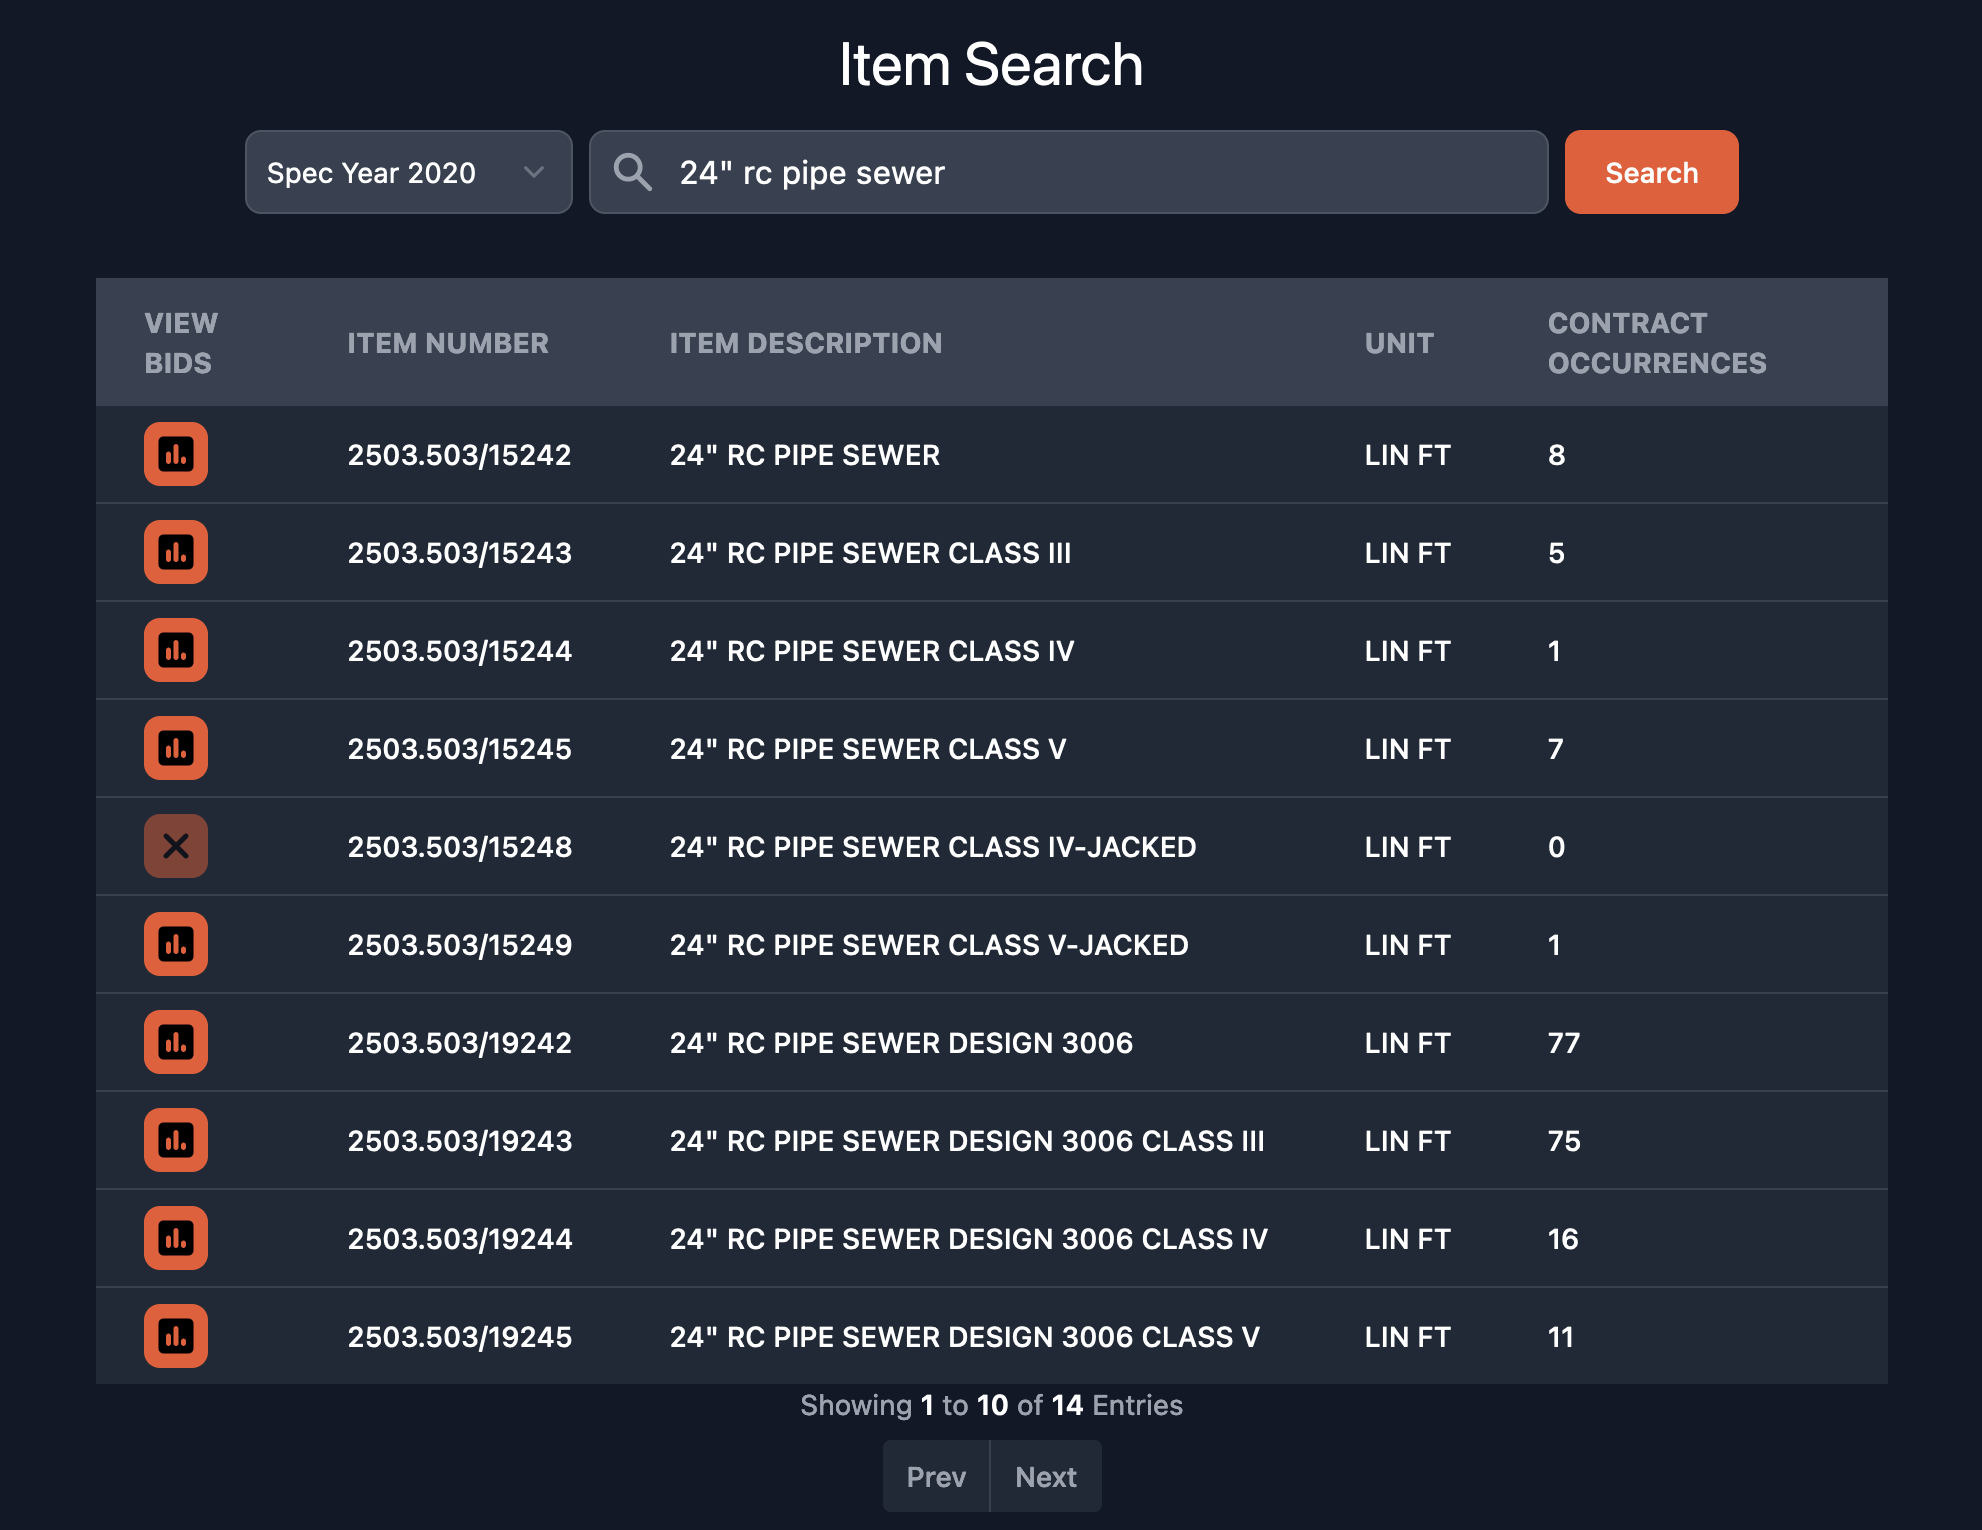 Item Search
Spec Year 2020
24" rc pipe sewer
Search
VIEW BIDS ITEM NUMBER ITEM DESCRIPTION UNIT CONTRACT OCCURRENCES
2503.503/15242 24" RC PIPE SEWER LIN FT 8
2503.503/15243 24" RC PIPE SEWER CLASS III LIN FT 5
2503.503/15244 24" RC PIPE SEWER CLASS IV LIN FT 1
2503.503/15245 24" RC PIPE SEWER CLASS V LIN FT 7
2503.503/15248 24" RC PIPE SEWER CLASS IV-JACKED LIN FT 0
2503.503/15249 24" RC PIPE SEWER CLASS V-JACKED LIN FT 1
2503.503/19242 24" RC PIPE SEWER DESIGN 3006 LIN FT 77
2503.503/19243 24" RC PIPE SEWER DESIGN 3006 CLASS III LIN FT 75
2503.503/19244 24" RC PIPE SEWER DESIGN 3006 CLASS IV LIN FT 16
2503.503/19245 24" RC PIPE SEWER DESIGN 3006 CLASS V LIN FT 11
Showing 1 to 10 of 14 Entries
Prev Next